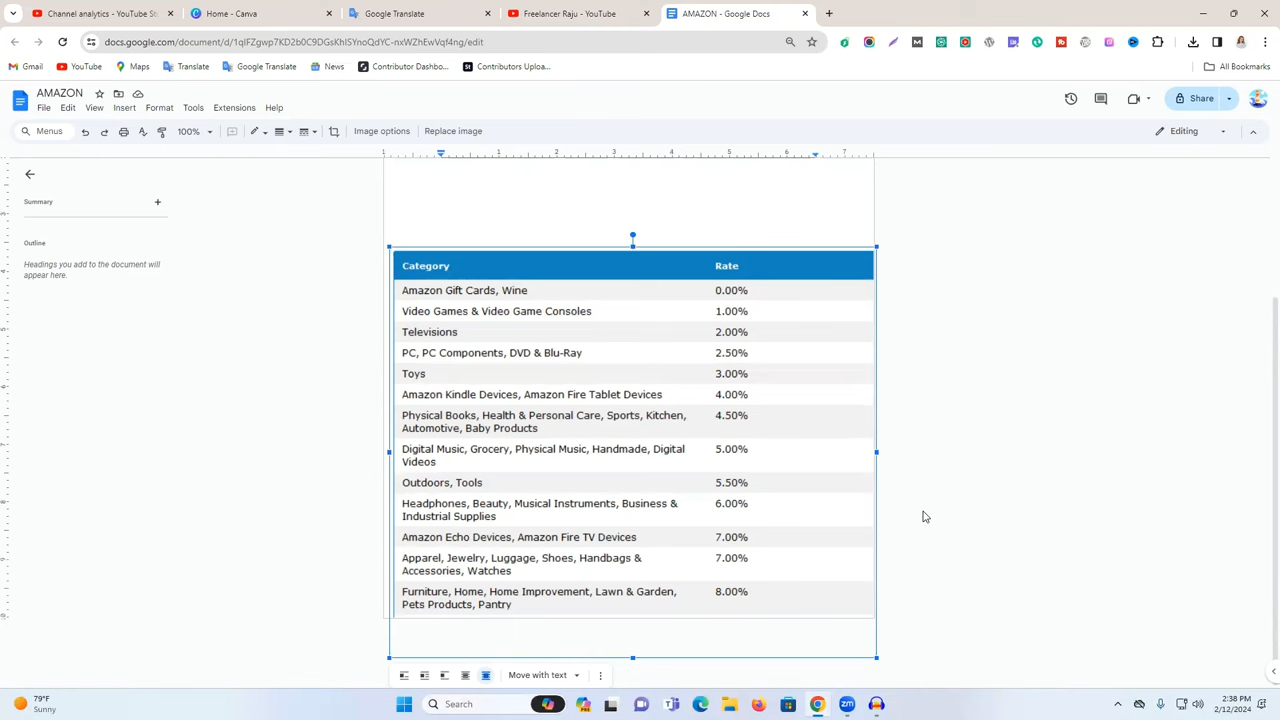 Channel analytics - YouTube St
Home - Canva
Google Translate
Freelancer Raju - YouTube
AMAZON - Google Docs
Gmail
YouTube
Maps
Translate
Google Translate
News
Contributor Dashbo...
Contributors Uploa...
All Bookmarks
AMAZON
File Edit View Insert Format Tools Extensions Help
Share
Menus
100%
Image options
Replace image
Editing
1 1 2 3 4 5 6 7
Summary
Outline
Headings you add to the document will
appear here.
Category Rate
Amazon Gift Cards, Wine 0.00%
Video Games & Video Game Consoles 1.00%
Televisions 2.00%
PC, PC Components, DVD & Blu-Ray 2.50%
Toys 3.00%
Amazon Kindle Devices, Amazon Fire Tablet Devices 4.00%
Physical Books, Health & Personal Care, Sports, Kitchen, 4.50%
Automotive, Baby Products
Digital Music, Grocery, Physical Music, Handmade, Digital 5.00%
Videos
Outdoors, Tools 5.50%
Headphones, Beauty, Musical Instruments, Business & 6.00%
Industrial Supplies
Amazon Echo Devices, Amazon Fire TV Devices 7.00%
Apparel, Jewelry, Luggage, Shoes, Handbags & 7.00%
Accessories, Watches
Furniture, Home, Home Improvement, Lawn & Garden, 8.00%
Pets Products, Pantry
Move with text
79°F
Sunny
Search
2:38 PM
2/12/2024